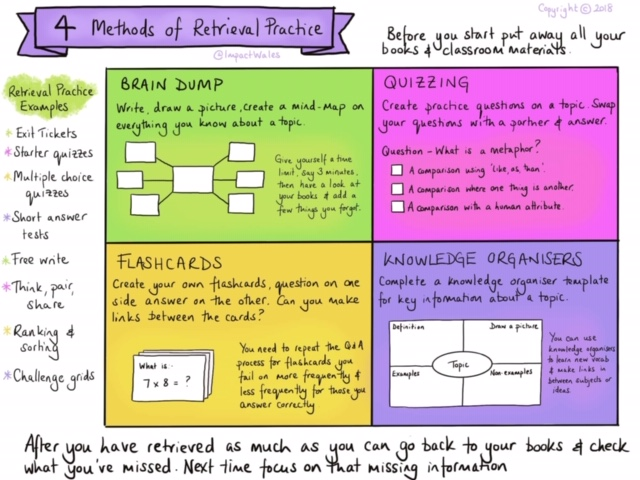 Copyright © 2018
4 Methods of Retrieval Practice
@ImpactWales
Before you start put away all your
books & classroom materials.
Retrieval Practice
Examples
* Exit Tickets
* Starter quizzes
* Multiple choice
quizzes
* Short answer
tests
* Free write
* Think, pair,
share
* Ranking &
sorting
* Challenge grids
BRAIN DUMP
Write, draw a picture, create a mind-map on
everything you know about a topic.
Give yourself a time
limit, say 3 minutes,
then have a look at
your books & add a
few things you forgot.
QUIZZING
Create practice questions on a topic. Swap
your questions with a partner & answer.
Question - What is a metaphor?
A comparison using 'like, as, than'.
A comparison where one thing is another.
A comparison with a human attribute.
FLASHCARDS
Create your own flashcards, question on one
side answer on the other. Can you make
links between the cards?
What is:-
7 x 8 = ?
You need to repeat the Q&A
process for flashcards you
fail on more frequently &
less frequently for those you
answer correctly
KNOWLEDGE ORGANISERS
Complete a knowledge organiser template
for key information about a topic.
Definition
Draw a picture
Topic
Examples
Non-examples
You can use
knowledge organisers
to learn new vocab
& make links in
between subjects or
ideas.
After you have retrieved as much as you can go back to your books & check
what you've missed. Next time focus on that missing information